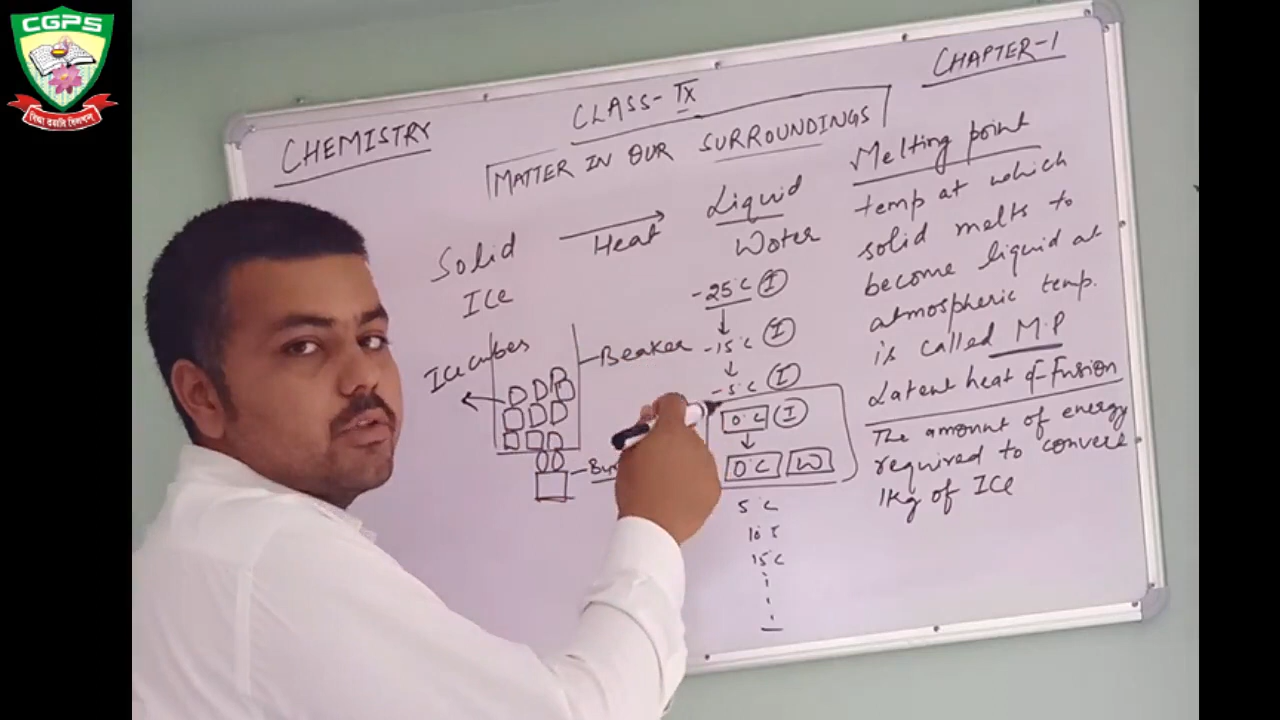 CGPS
বিদ্যা দদাতি বিনয়ম্
CHEMISTRY
CLASS-IX
CHAPTER-1
MATTER IN OUR SURROUNDINGS
Solid
Heat
Liquid
ICe
Water
Ice cubes
Beaker
-25°C I
-15°C I
-5°C I
0°C I
0°C W
5°C
10°C
15°C
Melting point
temp at which
solid melts to
become liquid at
atmospheric temp.
is called M.P
Latent heat of Fusion
The amount of energy
required to convert
1Kg of ICe